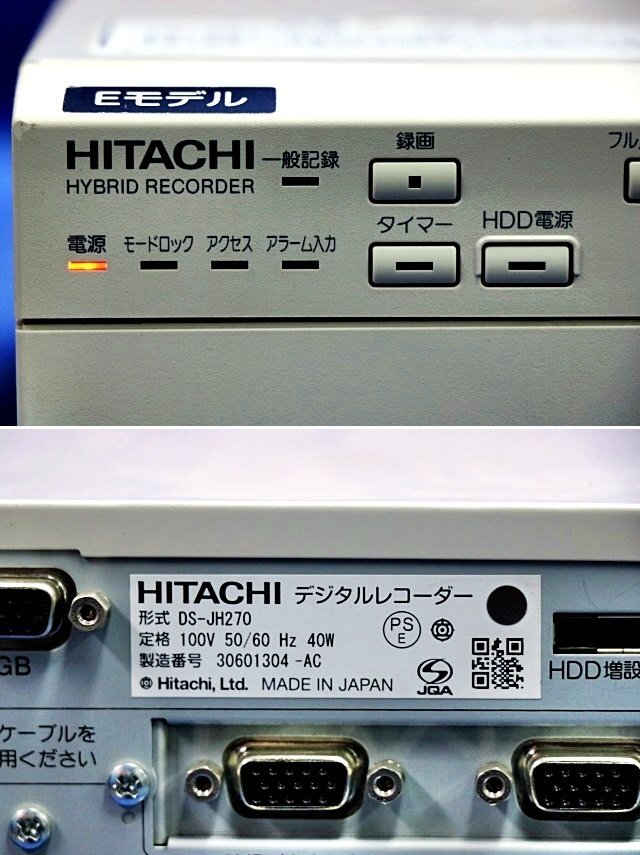 Eモデル
HITACHI 一般記録 録画
HYBRID RECORDER
タイマー HDD電源
電源 モードロック アクセス アラーム入力
HITACHI デジタルレコーダー
形式 DS-JH270
定格 100V 50/60 Hz 40W
製造番号 30601304-AC
Hitachi, Ltd. MADE IN JAPAN
PS
E
JQA
GB
HDD増設
ケーブルを
用ください